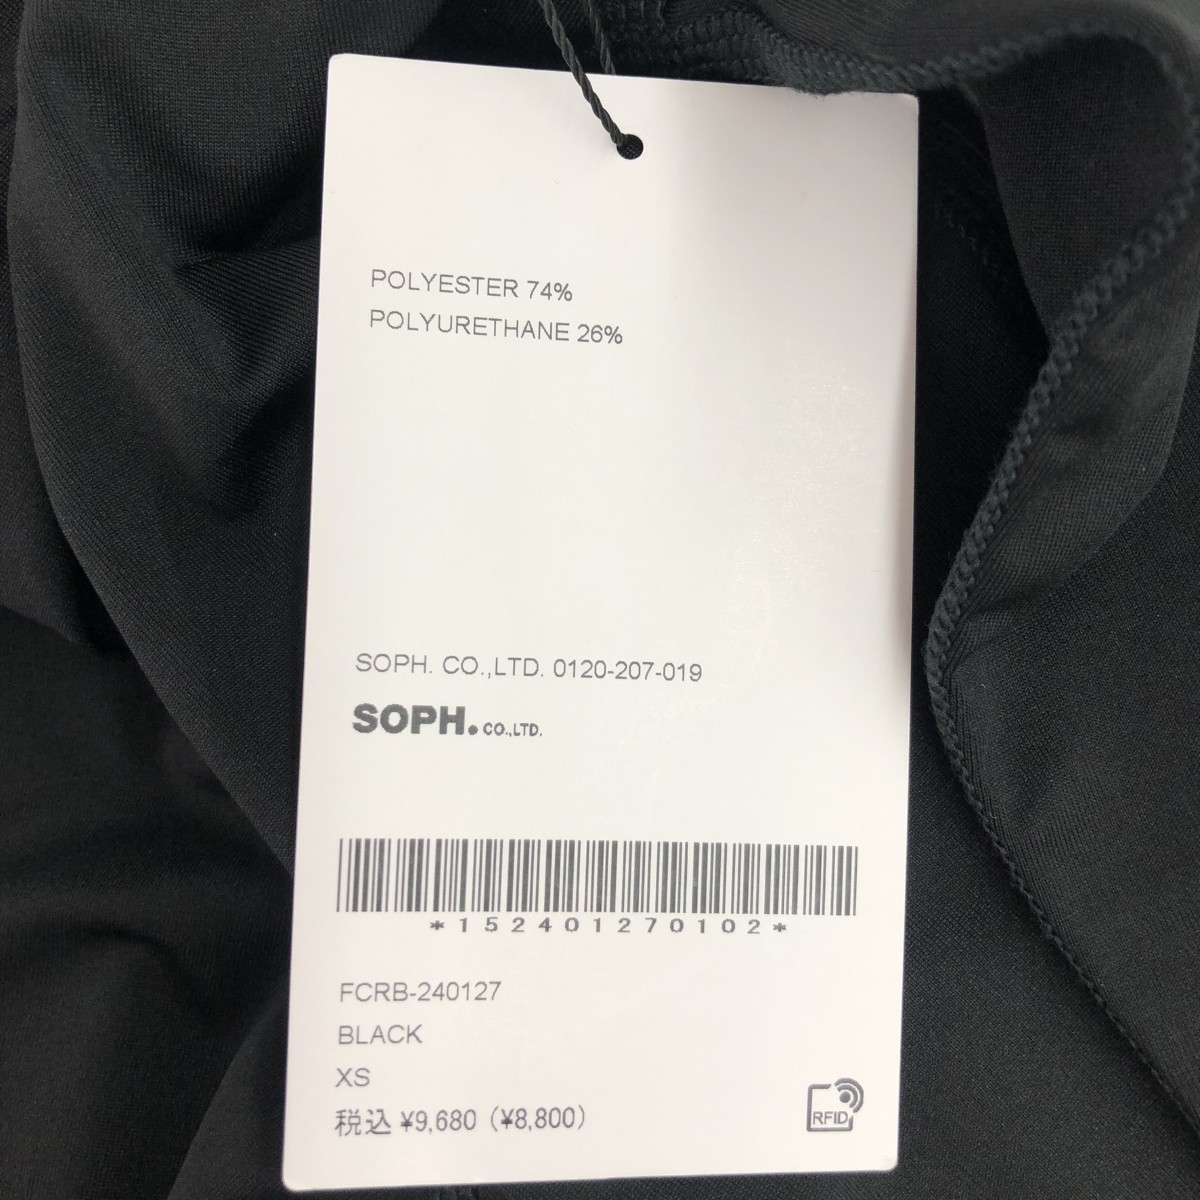 POLYESTER 74%
POLYURETHANE 26%
SOPH. CO.,LTD. 0120-207-019
SOPH. CO.,LTD.
*152401270102*
FCRB-240127
BLACK
XS
税込 ¥9,680 (¥8,800)
RFID